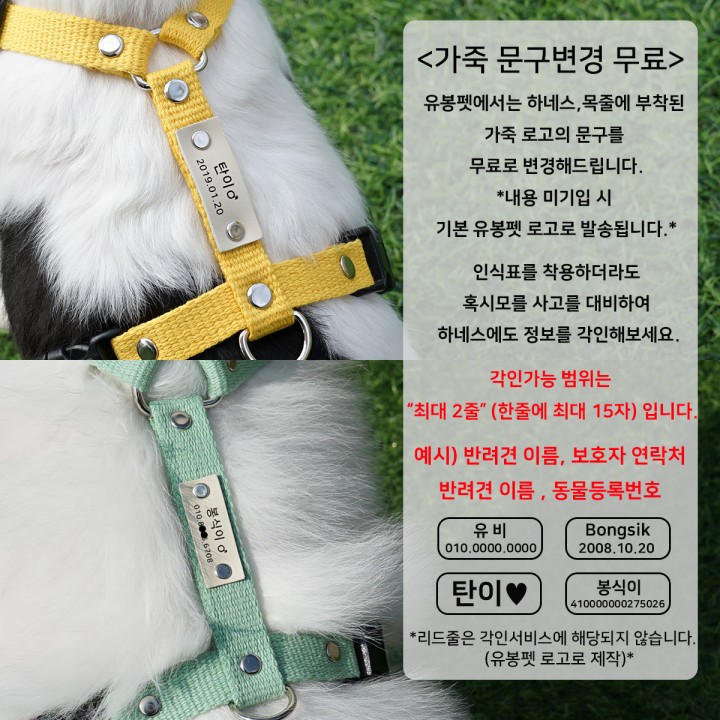 탄이♂
2019.01.20
봉식이♂
6708
<가죽 문구변경 무료>
유봉펫에서는 하네스,목줄에 부착된
가죽 로고의 문구를
무료로 변경해드립니다.
*내용 미기입 시
기본 유봉펫 로고로 발송됩니다.*
인식표를 착용하더라도
혹시모를 사고를 대비하여
하네스에도 정보를 각인해보세요.
각인가능 범위는
“최대 2줄” (한줄에 최대 15자) 입니다.
예시) 반려견 이름, 보호자 연락처
반려견 이름 , 동물등록번호
유 비
010.0000.0000
Bongsik
2008.10.20
탄이♥
봉식이
410000000275026
*리드줄은 각인서비스에 해당되지 않습니다.
(유봉펫 로고로 제작)*